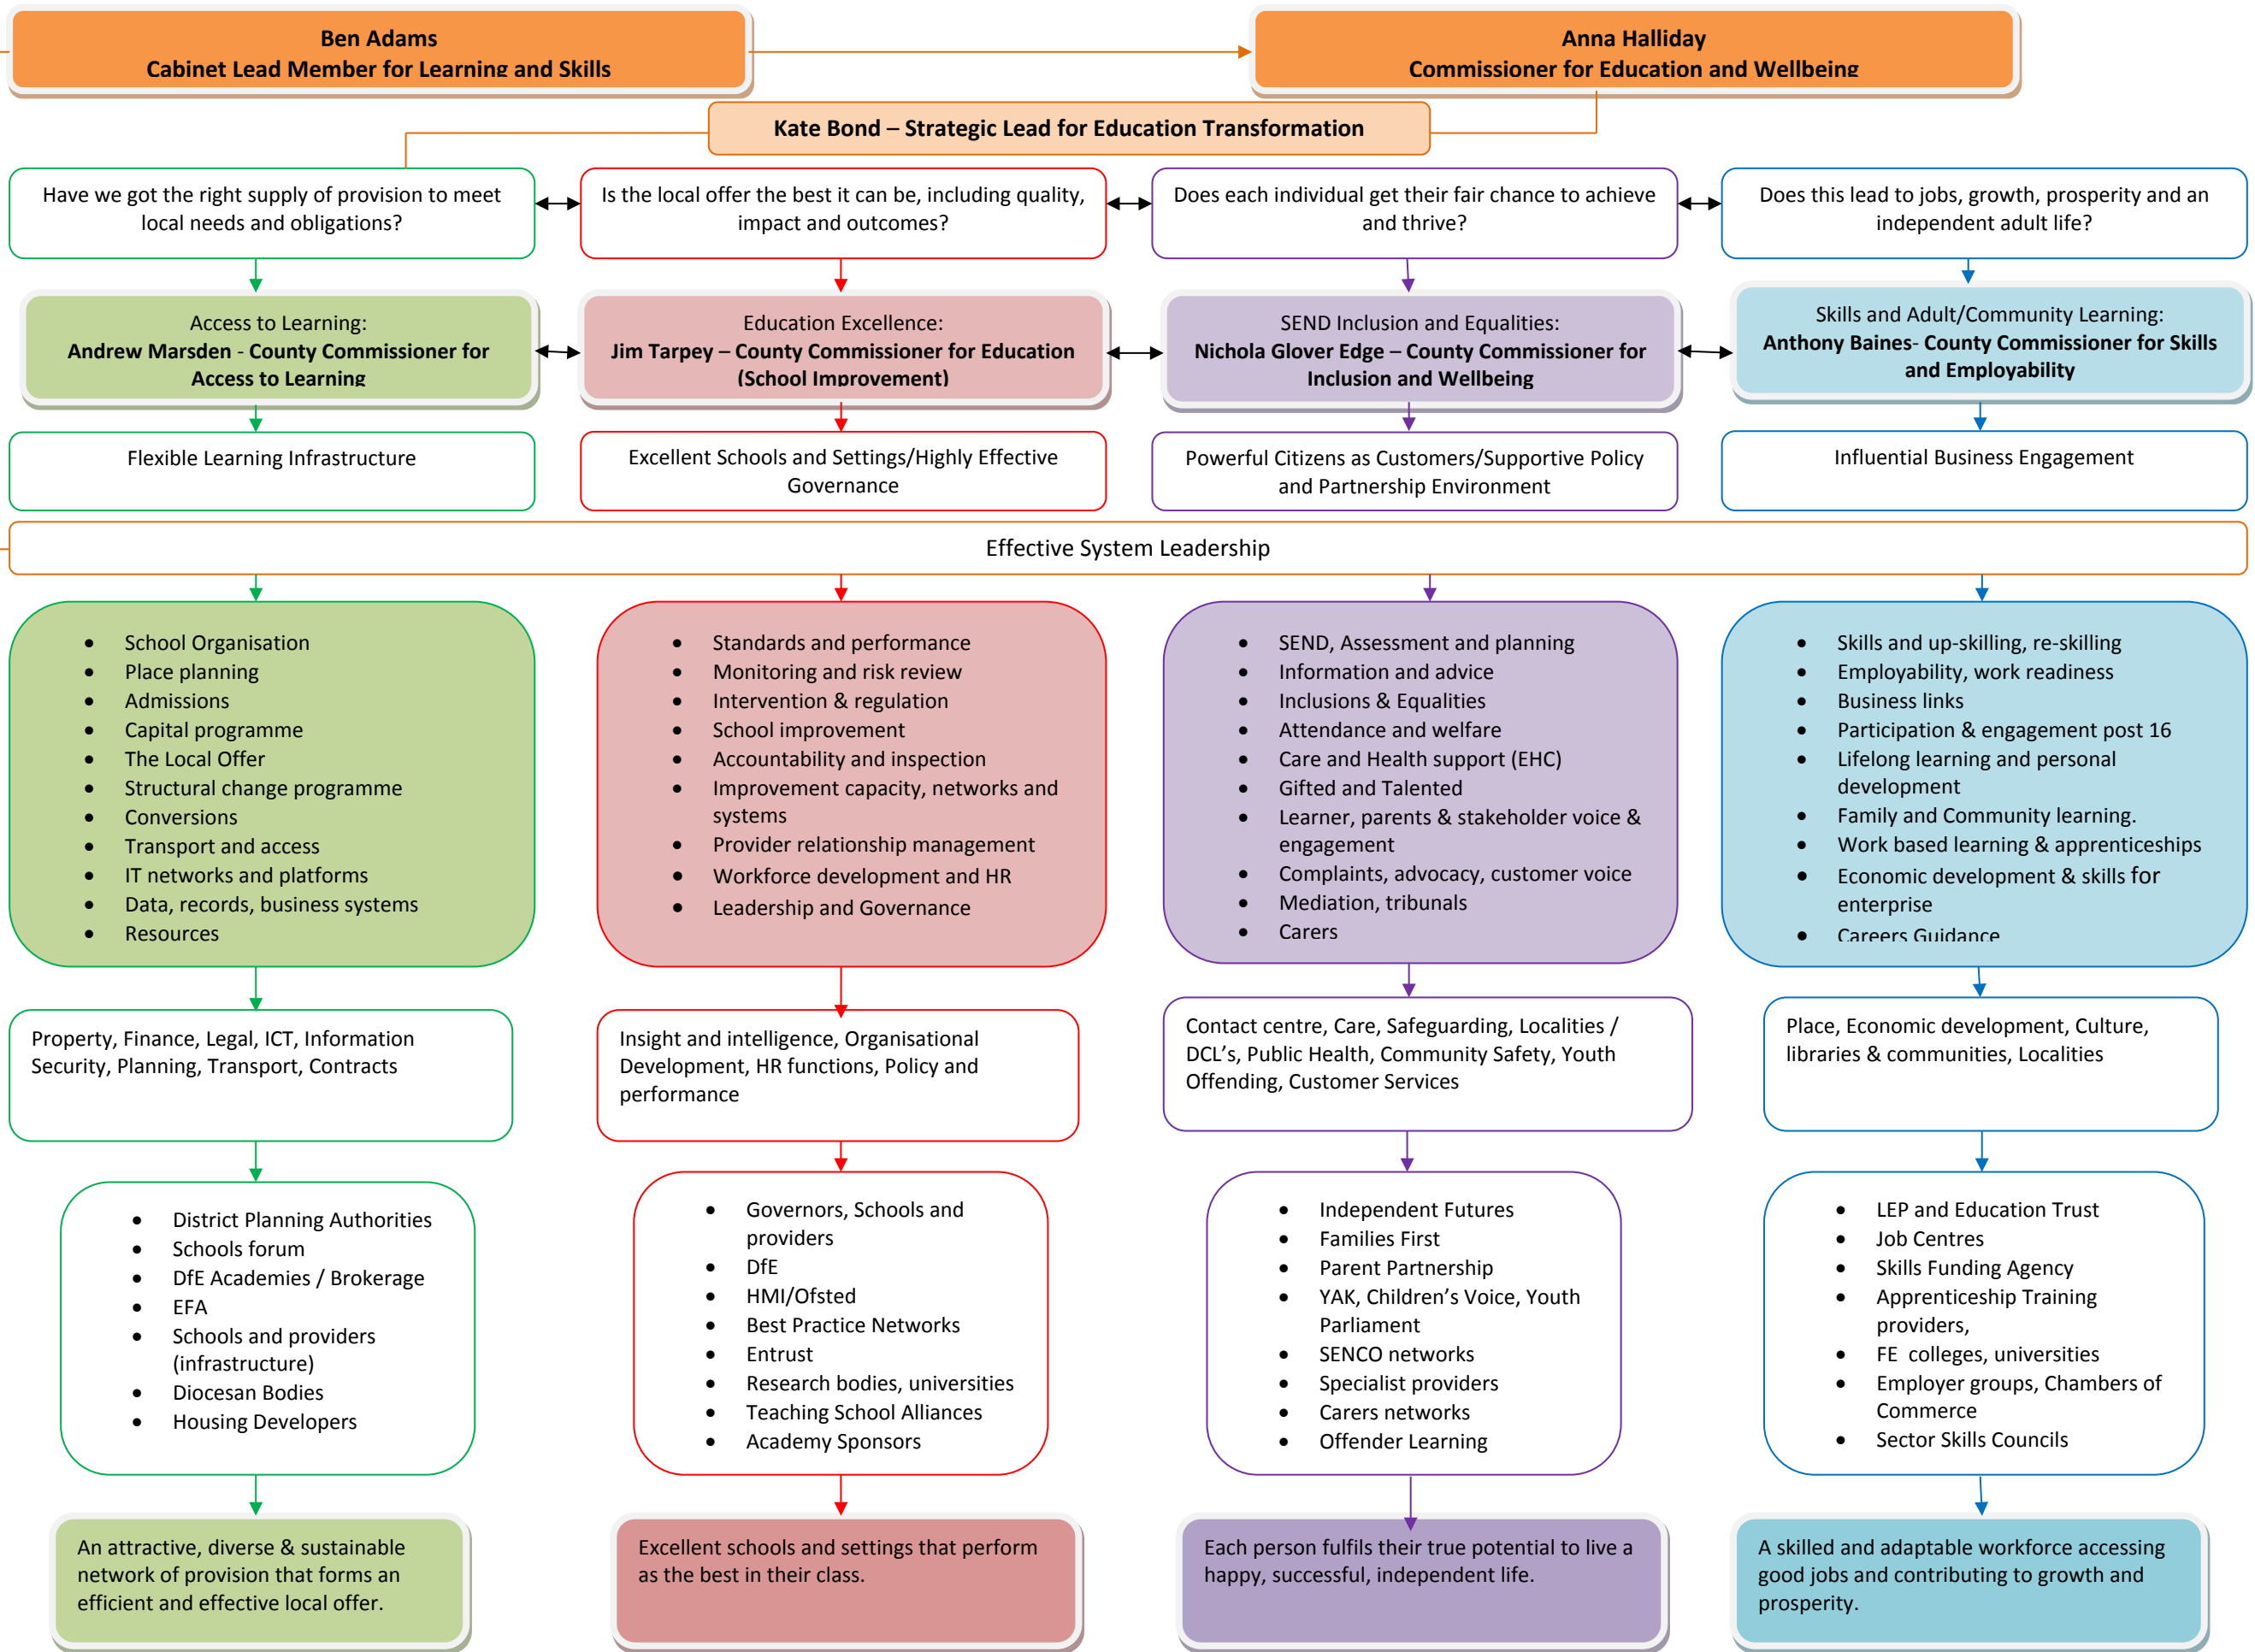 Ben Adams
Cabinet Lead Member for Learning and Skills
Anna Halliday
Commissioner for Education and Wellbeing
Kate Bond – Strategic Lead for Education Transformation
Have we got the right supply of provision to meet
local needs and obligations?
Is the local offer the best it can be, including quality,
impact and outcomes?
Does each individual get their fair chance to achieve
and thrive?
Does this lead to jobs, growth, prosperity and an
independent adult life?
Access to Learning:
Andrew Marsden - County Commissioner for
Access to Learning
Education Excellence:
Jim Tarpey – County Commissioner for Education
(School Improvement)
SEND Inclusion and Equalities:
Nichola Glover Edge – County Commissioner for
Inclusion and Wellbeing
Skills and Adult/Community Learning:
Anthony Baines- County Commissioner for Skills
and Employability
Flexible Learning Infrastructure
Excellent Schools and Settings/Highly Effective
Governance
Powerful Citizens as Customers/Supportive Policy
and Partnership Environment
Influential Business Engagement
Effective System Leadership
• School Organisation
• Place planning
• Admissions
• Capital programme
• The Local Offer
• Structural change programme
• Conversions
• Transport and access
• IT networks and platforms
• Data, records, business systems
• Resources
• Standards and performance
• Monitoring and risk review
• Intervention & regulation
• School improvement
• Accountability and inspection
• Improvement capacity, networks and
systems
• Provider relationship management
• Workforce development and HR
• Leadership and Governance
• SEND, Assessment and planning
• Information and advice
• Inclusions & Equalities
• Attendance and welfare
• Care and Health support (EHC)
• Gifted and Talented
• Learner, parents & stakeholder voice &
engagement
• Complaints, advocacy, customer voice
• Mediation, tribunals
• Carers
• Skills and up-skilling, re-skilling
• Employability, work readiness
• Business links
• Participation & engagement post 16
• Lifelong learning and personal
development
• Family and Community learning.
• Work based learning & apprenticeships
• Economic development & skills for
enterprise
• Careers Guidance
Property, Finance, Legal, ICT, Information
Security, Planning, Transport, Contracts
Insight and intelligence, Organisational
Development, HR functions, Policy and
performance
Contact centre, Care, Safeguarding, Localities /
DCL’s, Public Health, Community Safety, Youth
Offending, Customer Services
Place, Economic development, Culture,
libraries & communities, Localities
• District Planning Authorities
• Schools forum
• DfE Academies / Brokerage
• EFA
• Schools and providers
(infrastructure)
• Diocesan Bodies
• Housing Developers
• Governors, Schools and
providers
• DfE
• HMI/Ofsted
• Best Practice Networks
• Entrust
• Research bodies, universities
• Teaching School Alliances
• Academy Sponsors
• Independent Futures
• Families First
• Parent Partnership
• YAK, Children’s Voice, Youth
Parliament
• SENCO networks
• Specialist providers
• Carers networks
• Offender Learning
• LEP and Education Trust
• Job Centres
• Skills Funding Agency
• Apprenticeship Training
providers,
• FE colleges, universities
• Employer groups, Chambers of
Commerce
• Sector Skills Councils
An attractive, diverse & sustainable
network of provision that forms an
efficient and effective local offer.
Excellent schools and settings that perform
as the best in their class.
Each person fulfils their true potential to live a
happy, successful, independent life.
A skilled and adaptable workforce accessing
good jobs and contributing to growth and
prosperity.